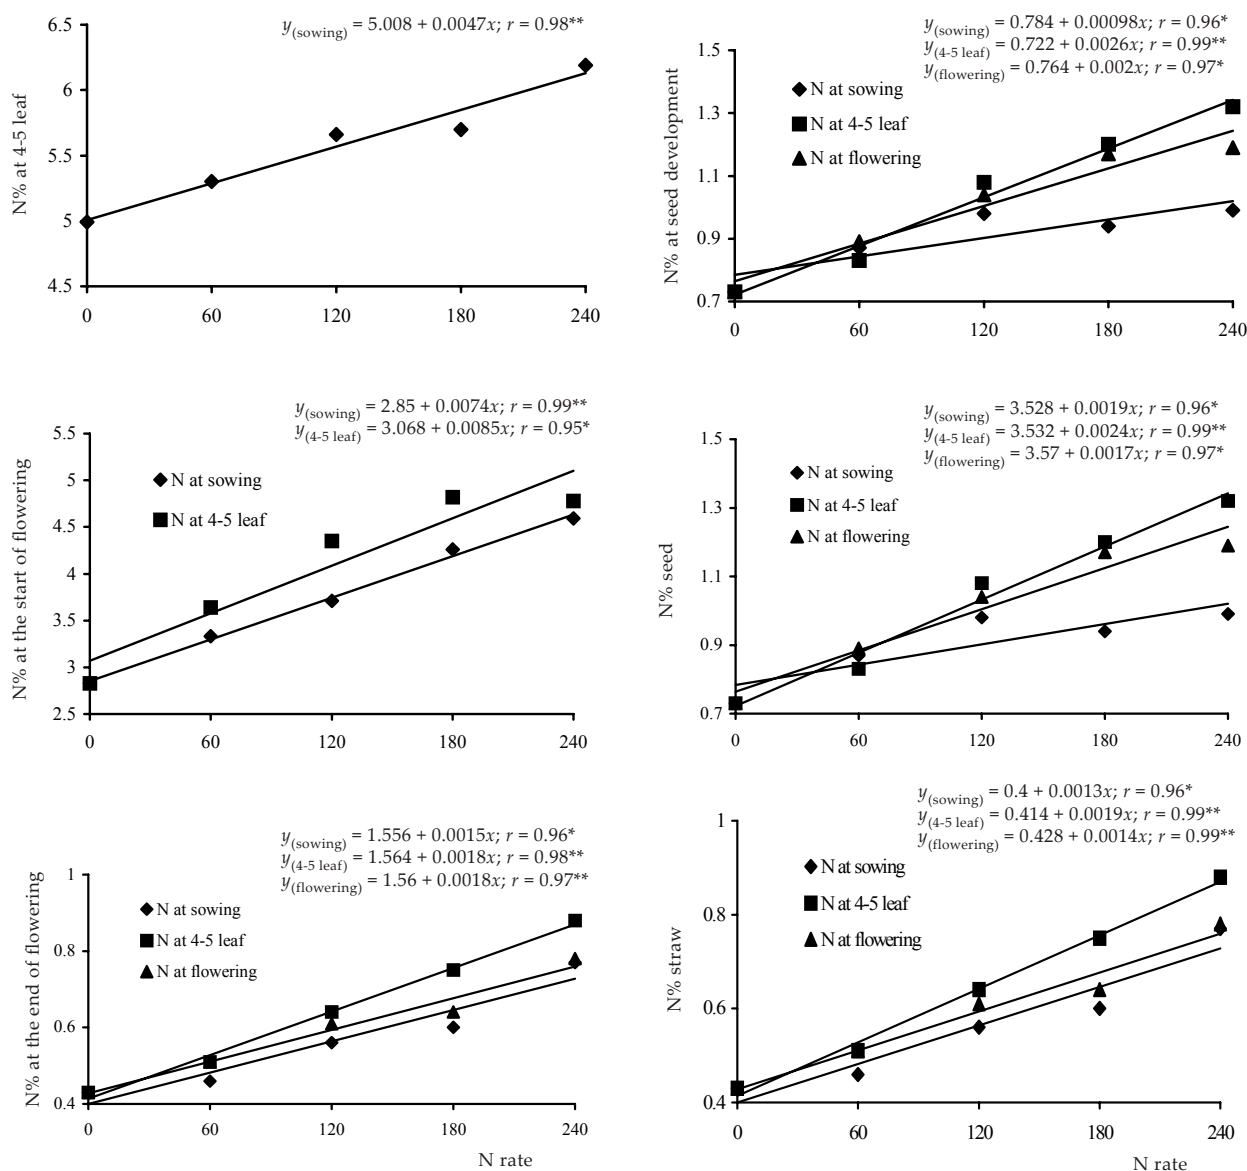 y(sowing) = 5.008 + 0.0047x; r = 0.98**
6.5
6
5.5
5
4.5
N% at 4-5 leaf
0 60 120 180 240
y(sowing) = 0.784 + 0.00098x; r = 0.96*
y(4-5 leaf) = 0.722 + 0.0026x; r = 0.99**
y(flowering) = 0.764 + 0.002x; r = 0.97*
1.5
1.3
1.1
0.9
0.7
N% at seed development
N at sowing
N at 4-5 leaf
N at flowering
0 60 120 180 240
y(sowing) = 2.85 + 0.0074x; r = 0.99**
y(4-5 leaf) = 3.068 + 0.0085x; r = 0.95*
5.5
5
4.5
4
3.5
3
2.5
N% at the start of flowering
N at sowing
N at 4-5 leaf
0 60 120 180 240
y(sowing) = 3.528 + 0.0019x; r = 0.96*
y(4-5 leaf) = 3.532 + 0.0024x; r = 0.99**
y(flowering) = 3.57 + 0.0017x; r = 0.97*
1.5
1.3
1.1
0.9
0.7
N% seed
N at sowing
N at 4-5 leaf
N at flowering
0 60 120 180 240
y(sowing) = 1.556 + 0.0015x; r = 0.96*
y(4-5 leaf) = 1.564 + 0.0018x; r = 0.98**
y(flowering) = 1.56 + 0.0018x; r = 0.97**
1
0.8
0.6
0.4
N% at the end of flowering
N at sowing
N at 4-5 leaf
N at flowering
0 60 120 180 240
N rate
y(sowing) = 0.4 + 0.0013x; r = 0.96*
y(4-5 leaf) = 0.414 + 0.0019x; r = 0.99**
y(flowering) = 0.428 + 0.0014x; r = 0.99**
1
0.8
0.6
0.4
N% straw
N at sowing
N at 4-5 leaf
N at flowering
0 60 120 180 240
N rate